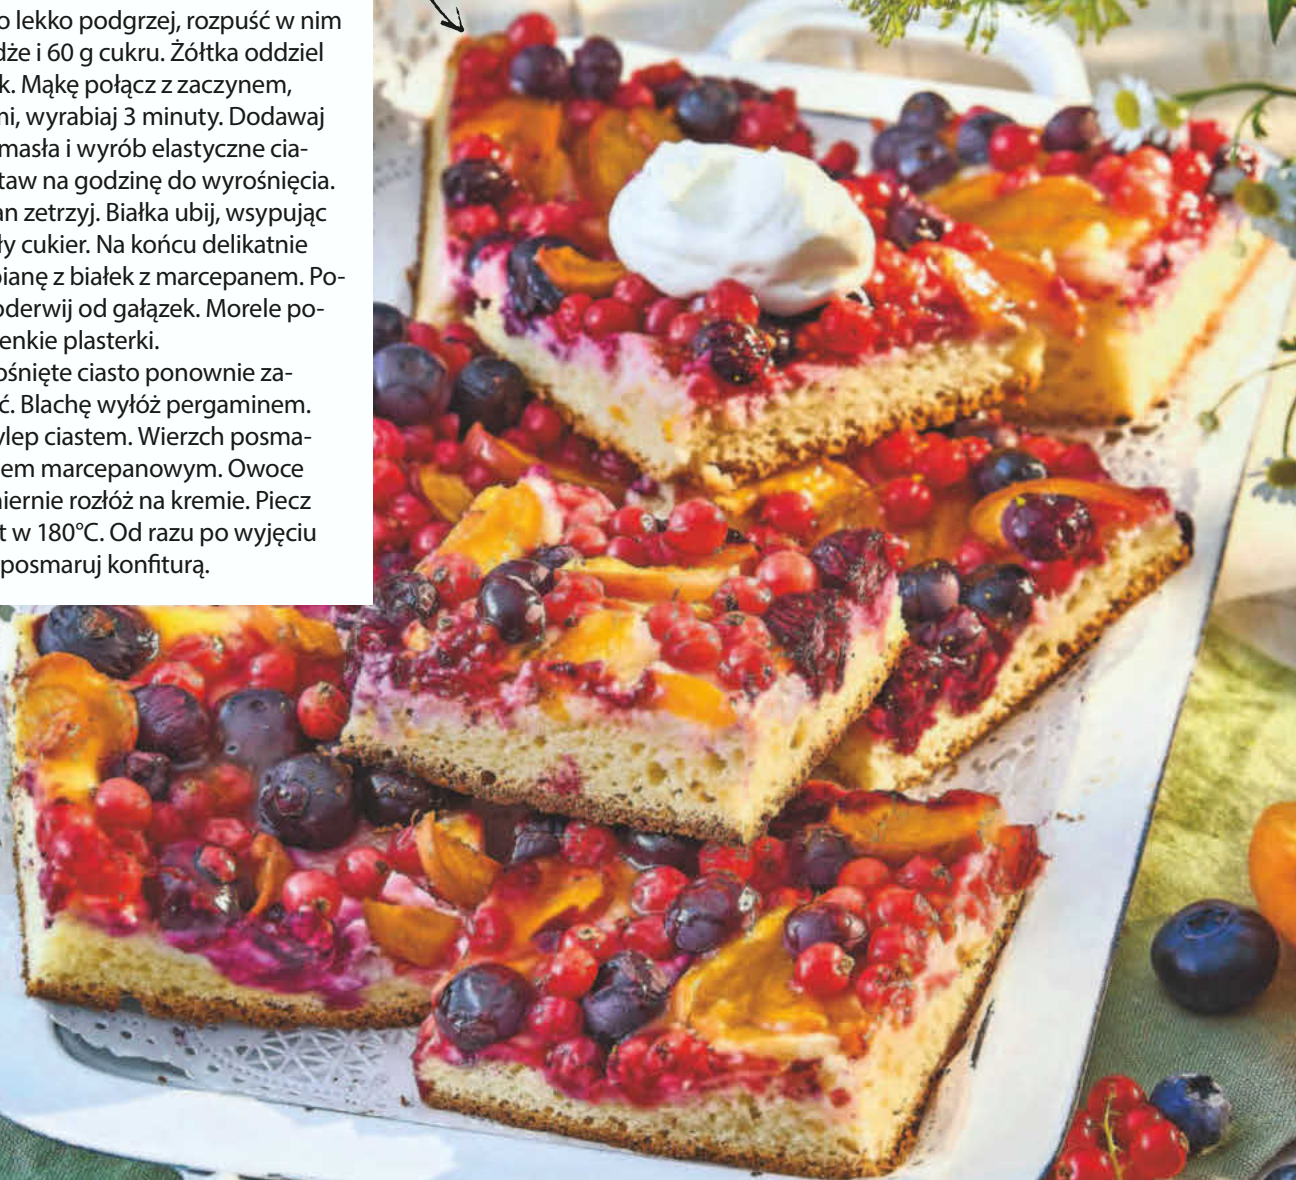 o lekko podgrzej, rozpuść w nim
dże i 60 g cukru. Żółtka oddziel
k. Mąkę połącz z zaczynem,
ni, wyrabiaj 3 minuty. Dodawaj
masła i wyrób elastyczne cia-
taw na godzinę do wyrośnięcia.
an zetrzyj. Białka ubij, wsypując
ły cukier. Na końcu delikatnie
pianę z białek z marcepanem. Po-
oderwij od gałązek. Morele po-
enkie plasterki.
ośnięte ciasto ponownie za-
ć. Blachę wyłóż pergaminem.
ylep ciastem. Wierzch posma-
em marcepanowym. Owoce
niernie rozłóż na kremie. Piecz
t w 180°C. Od razu po wyjęciu
posmaruj konfiturą.